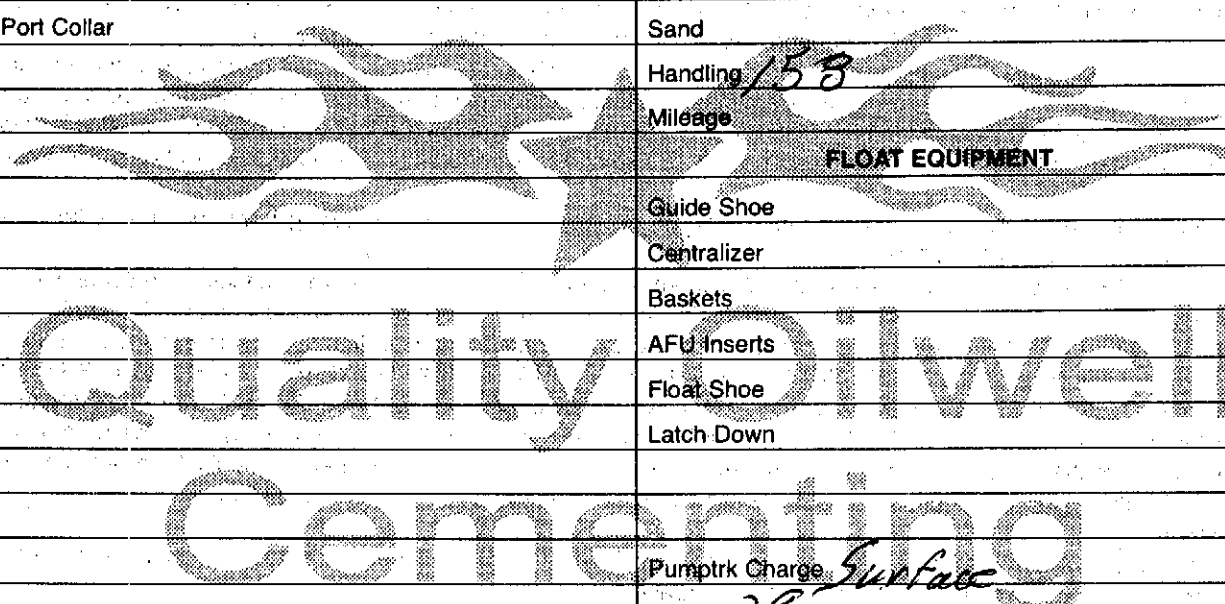 Port Collar
Sand
Handling 158
Mileage
FLOAT EQUIPMENT
Guide Shoe
Centralizer
Baskets
AFU Inserts
Float Shoe
Latch Down
Quality Oilwell
Cementing
Pumptrk Charge Surface